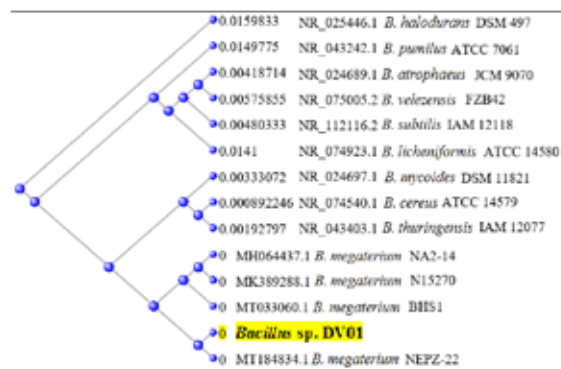 0.0159833 NR_025446.1 B. halodurans DSM 497
0.0149775 NR_043242.1 B. pumilus ATCC 7061
0.00418714 NR_024689.1 B. atrophaeus JCM 9070
0.00575855 NR_075005.2 B. velezensis FZB42
0.00480333 NR_112116.2 B. subtilis IAM 12118
0.0141 NR_074923.1 B. licheniformis ATCC 14580
0.00333072 NR_024697.1 B. mycoides DSM 11821
0.000892246 NR_074540.1 B. cereus ATCC 14579
0.00192797 NR_043403.1 B. thuringensis IAM 12077
0 MH064437.1 B. megaterium NA2-14
0 MK389288.1 B. megaterium N15270
0 MT033060.1 B. megaterium BHS1
0 Bacillus sp. DV01
0 MT184834.1 B. megaterium NEPZ-22